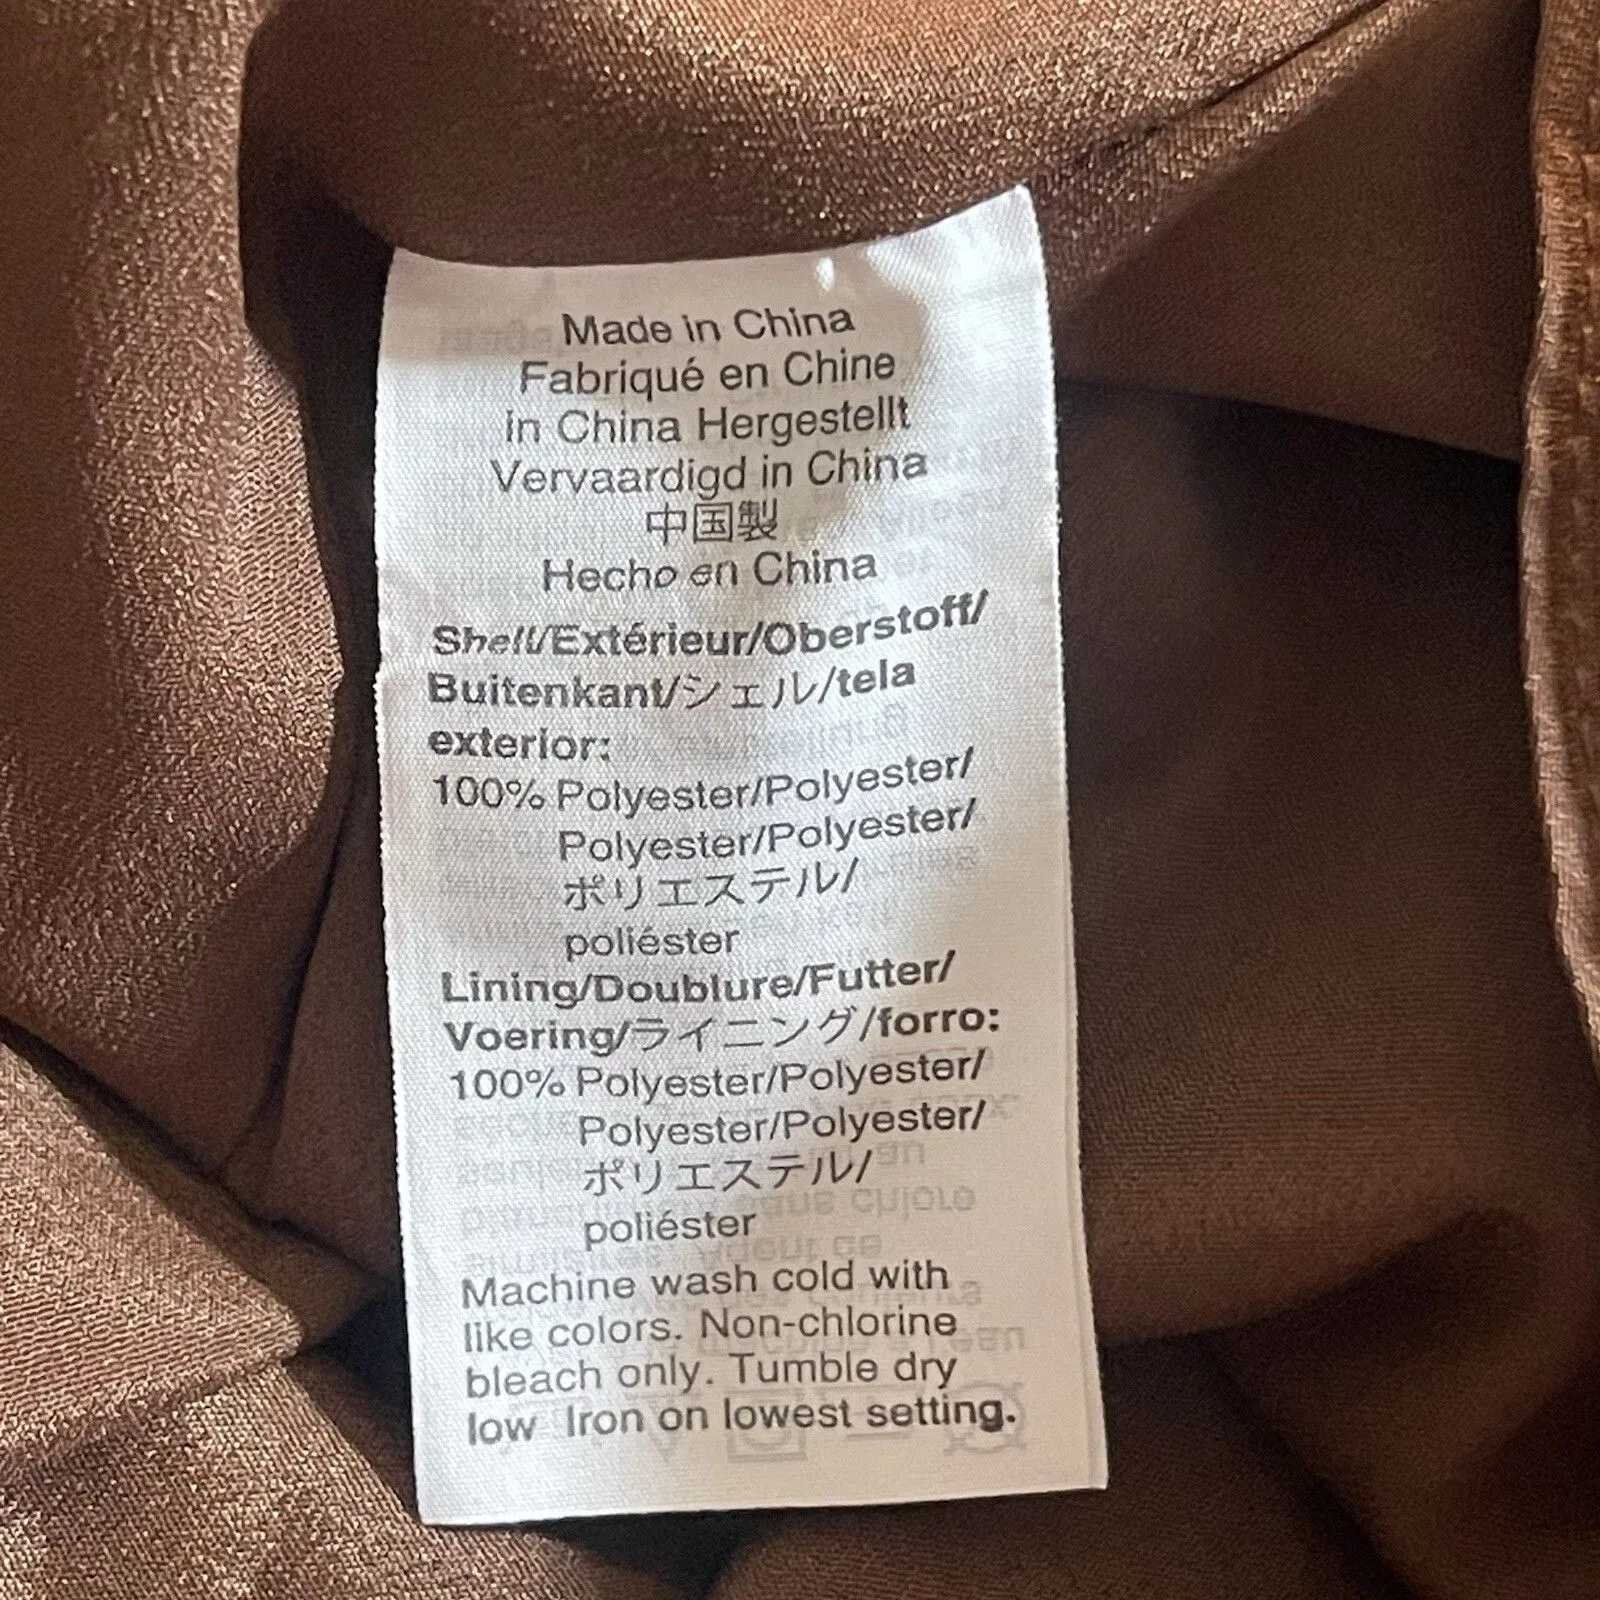 Made in China
Fabriqué en Chine
in China Hergestellt
Vervaardigd in China
中国製
Hecho en China
Shell/Extérieur/Oberstoff/
Buitenkant/シェル/tela
exterior:
100% Polyester/Polyester/
Polyester/Polyester/
ポリエステル/
poliéster
Lining/Doublure/Futter/
Voering/ライニング/forro:
100% Polyester/Polyester/
Polyester/Polyester/
ポリエステル/
poliéster
Machine wash cold with
like colors. Non-chlorine
bleach only. Tumble dry
low Iron on lowest setting.